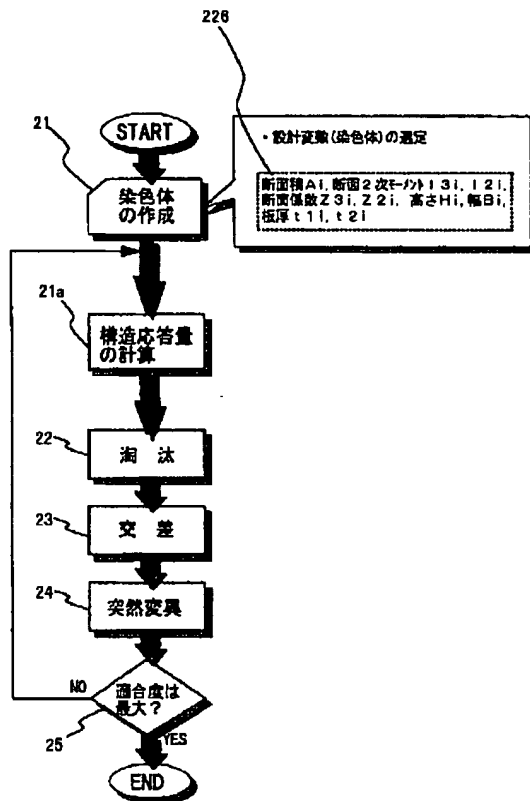 226
21
START
・設計変数(染色体)の選定
染色体
の作成
断面積Ai, 断面2次モーメントI3i, I2i,
断面係数Z3i, Z2i, 高さHi, 幅Bi,
板厚t1i, t2i
21a
構造応答量
の計算
22
淘 汰
23
交 差
24
突然変異
NO
適合度は
最大?
25
YES
END